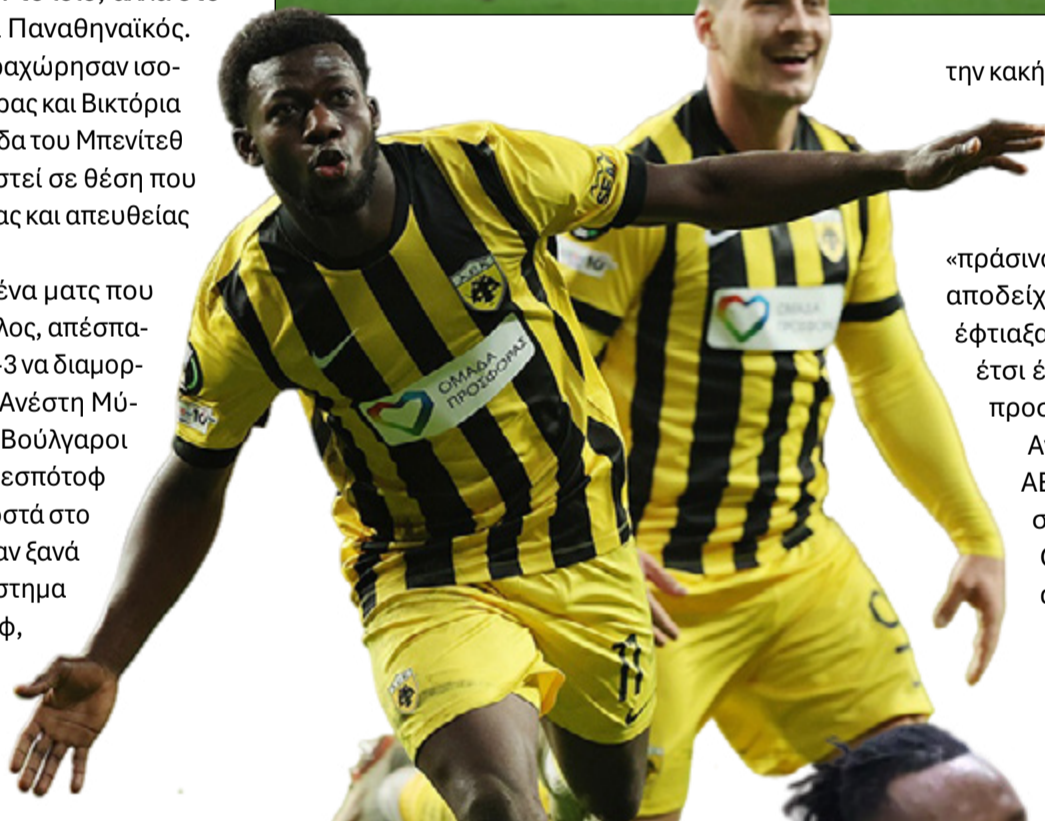 Παναθηναϊκός.
ραχώρησαν ισο-
ρας και Βικτόρια
δα του Μπενίτεθ
στεί σε θέση που
ας και απευθείας
ένα ματς που
λος, απέσπα-
-3 να διαμορ-
Ανέστη Μύ-
Βούλγαροι
εσπότοφ
οστά στο
αν ξανά
στημα
φ,
ΟΜΑΔΑ
ΠΡΟΣΦΟΡΑΣ
11
ΟΜΑΔΑ
ΠΡΟΣΦΟΡΑΣ
την κακή
«πράσινο
αποδείχ
έφτιαξα
έτσι έ
προσ
ΑΕ